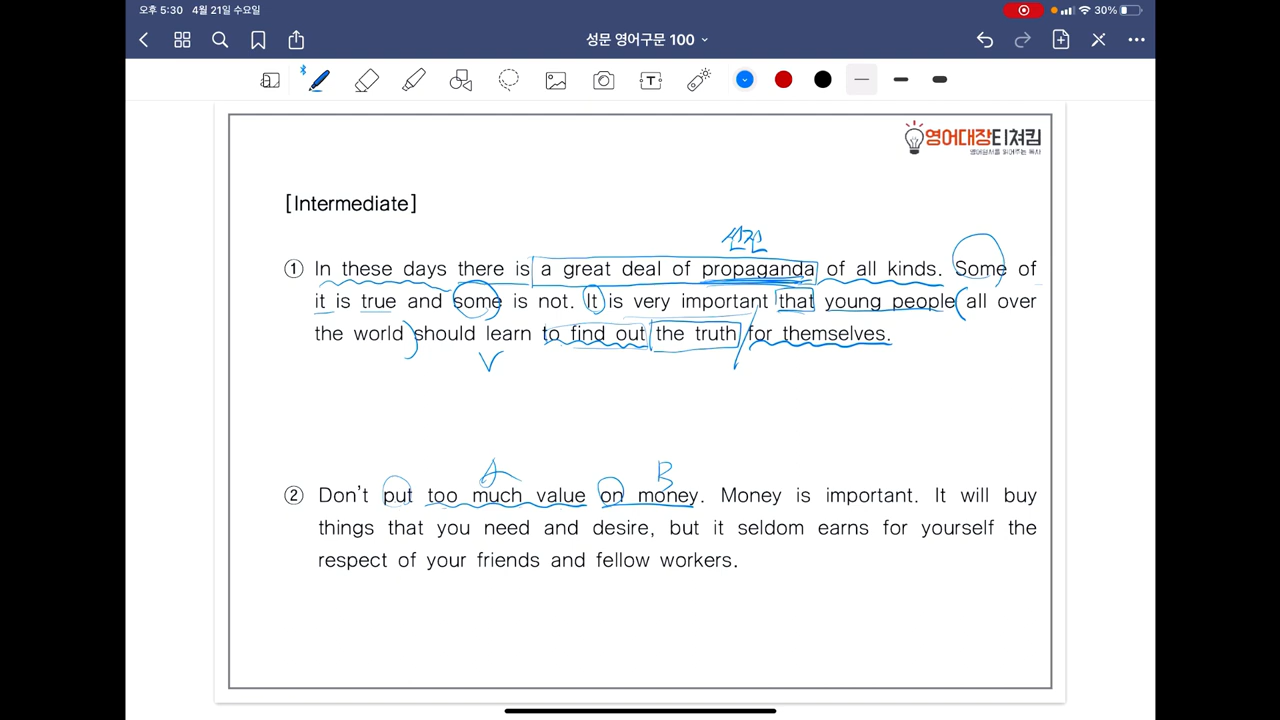 오후 5:30 4월 21일 수요일
30%
성문 영어구문 100
영어대장티쳐킴
[Intermediate]
선전
① In these days there is a great deal of propaganda of all kinds. Some of
it is true and some is not. It is very important that young people ( all over
the world ) should learn to find out the truth / for themselves.
V
A B
② Don't put too much value on money. Money is important. It will buy
things that you need and desire, but it seldom earns for yourself the
respect of your friends and fellow workers.